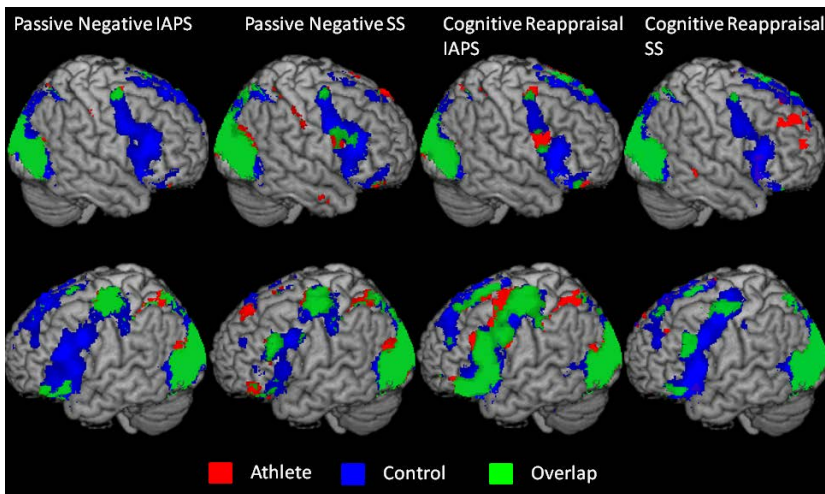 Passive Negative IAPS
Passive Negative SS
Cognitive Reappraisal
IAPS
Cognitive Reappraisal
SS
Athlete
Control
Overlap